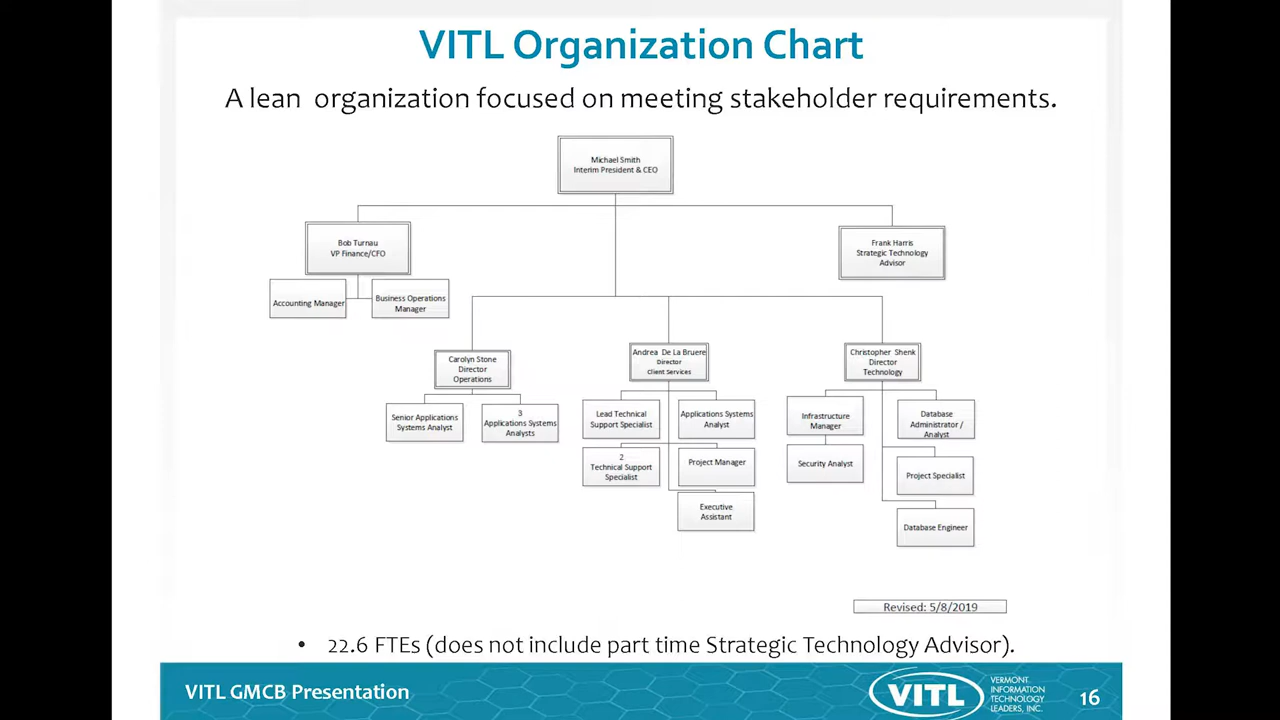 VITL Organization Chart
A lean organization focused on meeting stakeholder requirements.
Michael Smith
Interim President & CEO
Bob Turnau
VP Finance/CFO
Frank Harris
Strategic Technology
Advisor
Accounting Manager
Business Operations
Manager
Carolyn Stone
Director
Operations
Andrea De La Bruere
Director
Client Services
Christopher Shenk
Director
Technology
Senior Applications
Systems Analyst
3
Applications Systems
Analysts
Lead Technical
Support Specialist
Applications Systems
Analyst
2
Technical Support
Specialist
Project Manager
Executive
Assistant
Infrastructure
Manager
Database
Administrator /
Analyst
Security Analyst
Project Specialist
Database Engineer
Revised: 5/8/2019
• 22.6 FTEs (does not include part time Strategic Technology Advisor).
VITL GMCB Presentation
VITL
VERMONT
INFORMATION
TECHNOLOGY
LEADERS, INC.
16